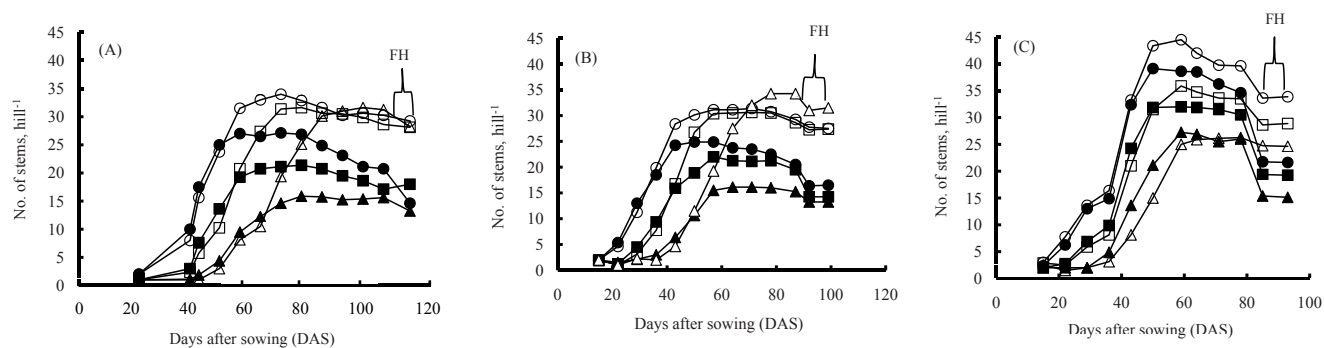 (A)
FH
45
40
35
30
25
20
15
10
5
0
0 20 40 60 80 100 120
No. of stems, hill⁻¹
Days after sowing (DAS)
(B)
FH
45
40
35
30
25
20
15
10
5
0
0 20 40 60 80 100 120
No. of stems, hill⁻¹
Days after sowing (DAS)
(C)
FH
45
40
35
30
25
20
15
10
5
0
0 20 40 60 80 100
No. of stems, hill⁻¹
Days after sowing (DAS)